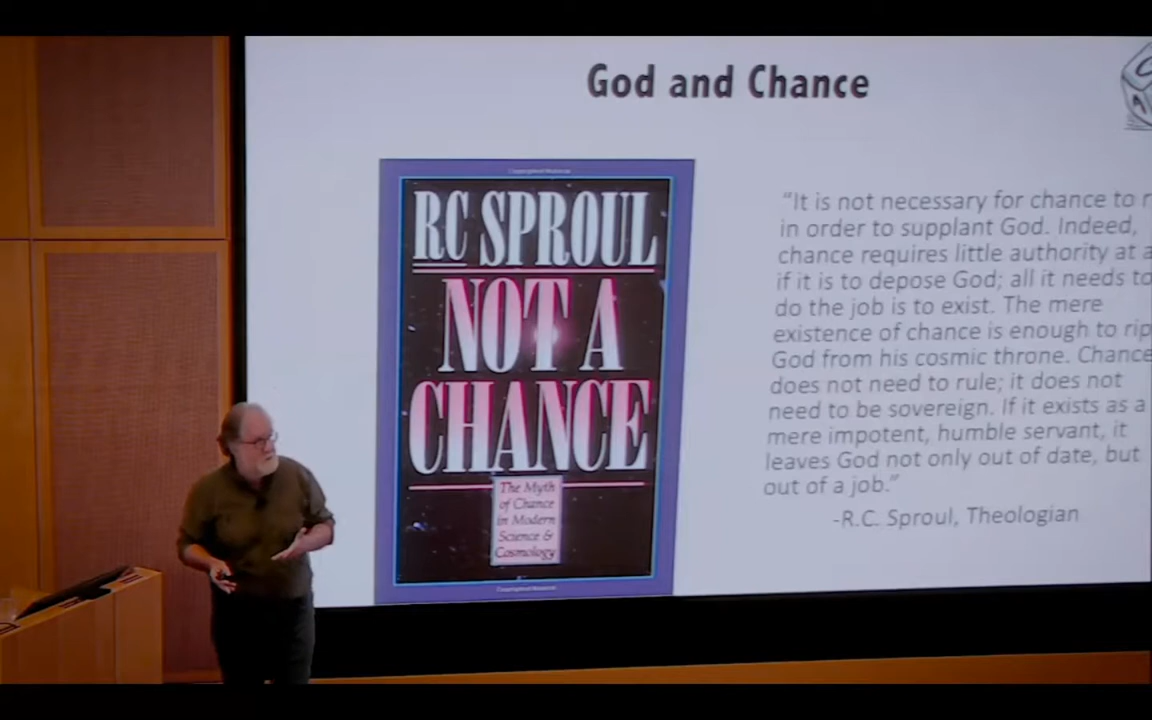 God and Chance
Copyrighted Material
RC SPROUL
NOT A
CHANCE
The Myth
of Chance
in Modern
Science &
Cosmology
Copyrighted Material
“It is not necessary for chance to r
in order to supplant God. Indeed,
chance requires little authority at a
if it is to depose God; all it needs to
do the job is to exist. The mere
existence of chance is enough to rip
God from his cosmic throne. Chance
does not need to rule; it does not
need to be sovereign. If it exists as a
mere impotent, humble servant, it
leaves God not only out of date, but
out of a job.”
-R.C. Sproul, Theologian